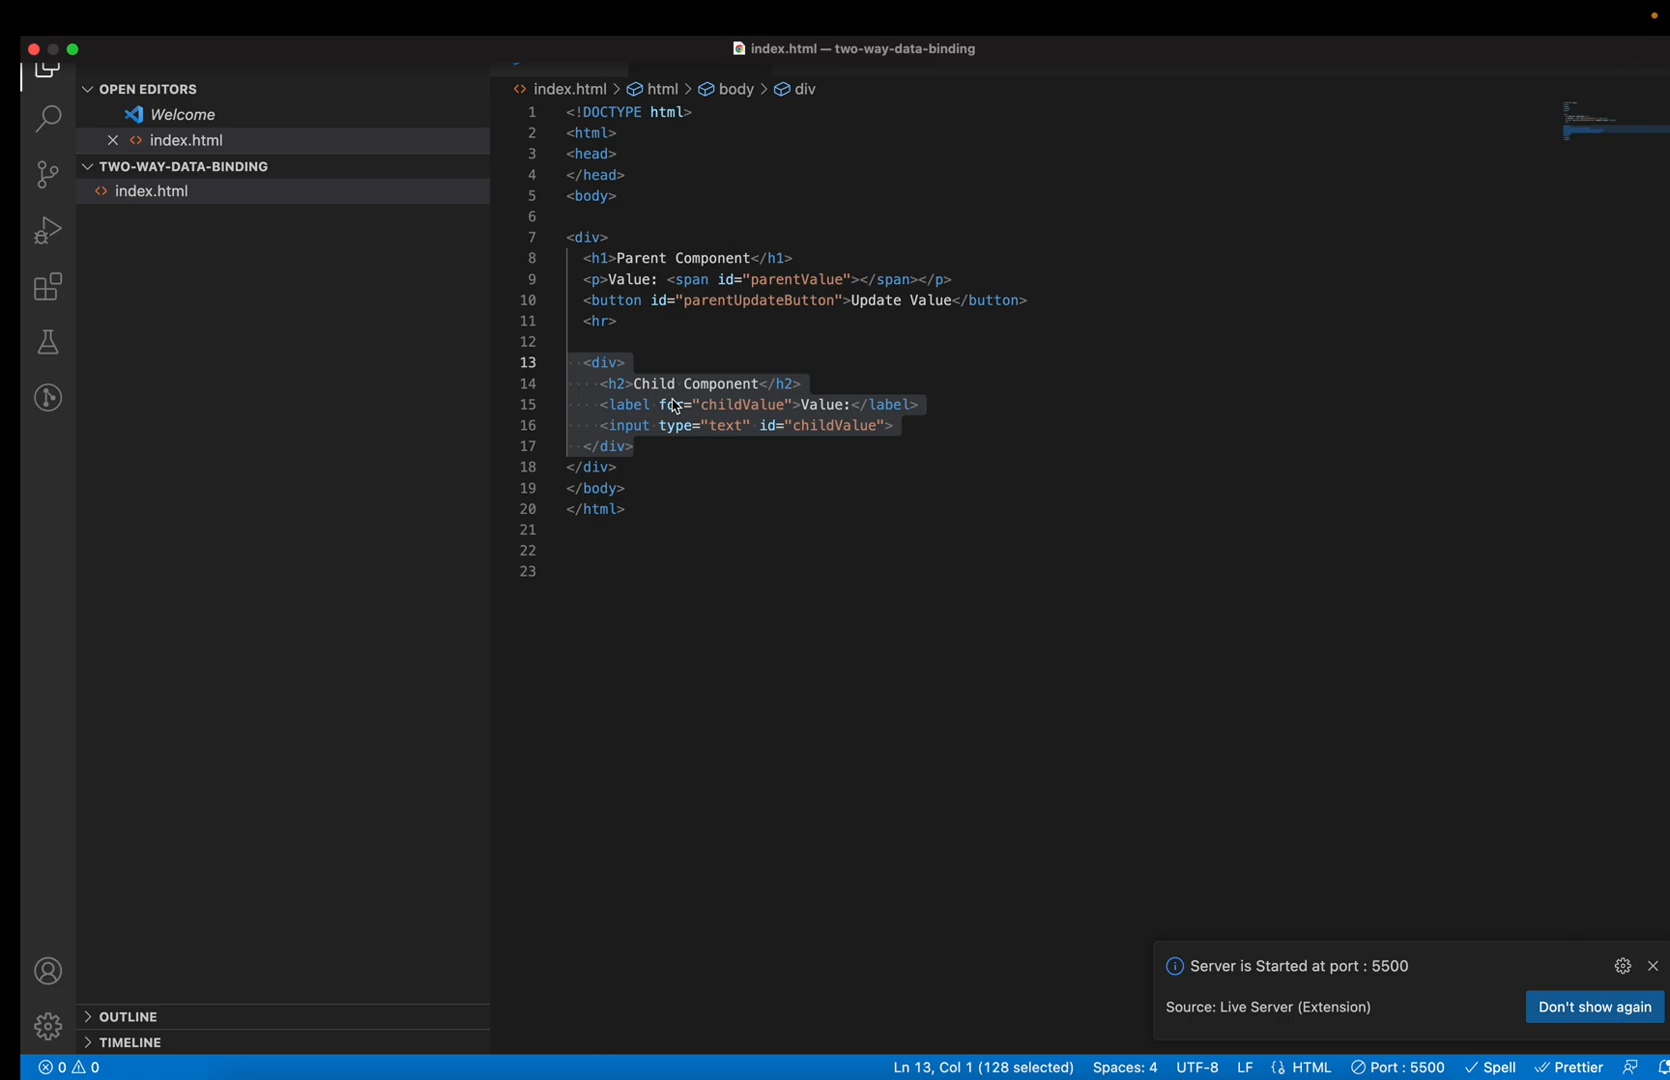 index.html — two-way-data-binding
OPEN EDITORS
Welcome
index.html
TWO-WAY-DATA-BINDING
index.html
index.html > html > body > div
1 <!DOCTYPE html>
2 <html>
3 <head>
4 </head>
5 <body>
6
7 <div>
8 <h1>Parent Component</h1>
9 <p>Value: <span id="parentValue"></span></p>
10 <button id="parentUpdateButton">Update Value</button>
11 <hr>
12
13 <div>
14 <h2>Child Component</h2>
15 <label for="childValue">Value:</label>
16 <input type="text" id="childValue">
17 </div>
18 </div>
19 </body>
20 </html>
21
22
23
Server is Started at port : 5500
Source: Live Server (Extension)
Don't show again
OUTLINE
TIMELINE
0 0 Ln 13, Col 1 (128 selected) Spaces: 4 UTF-8 LF {} HTML Port : 5500 Spell Prettier